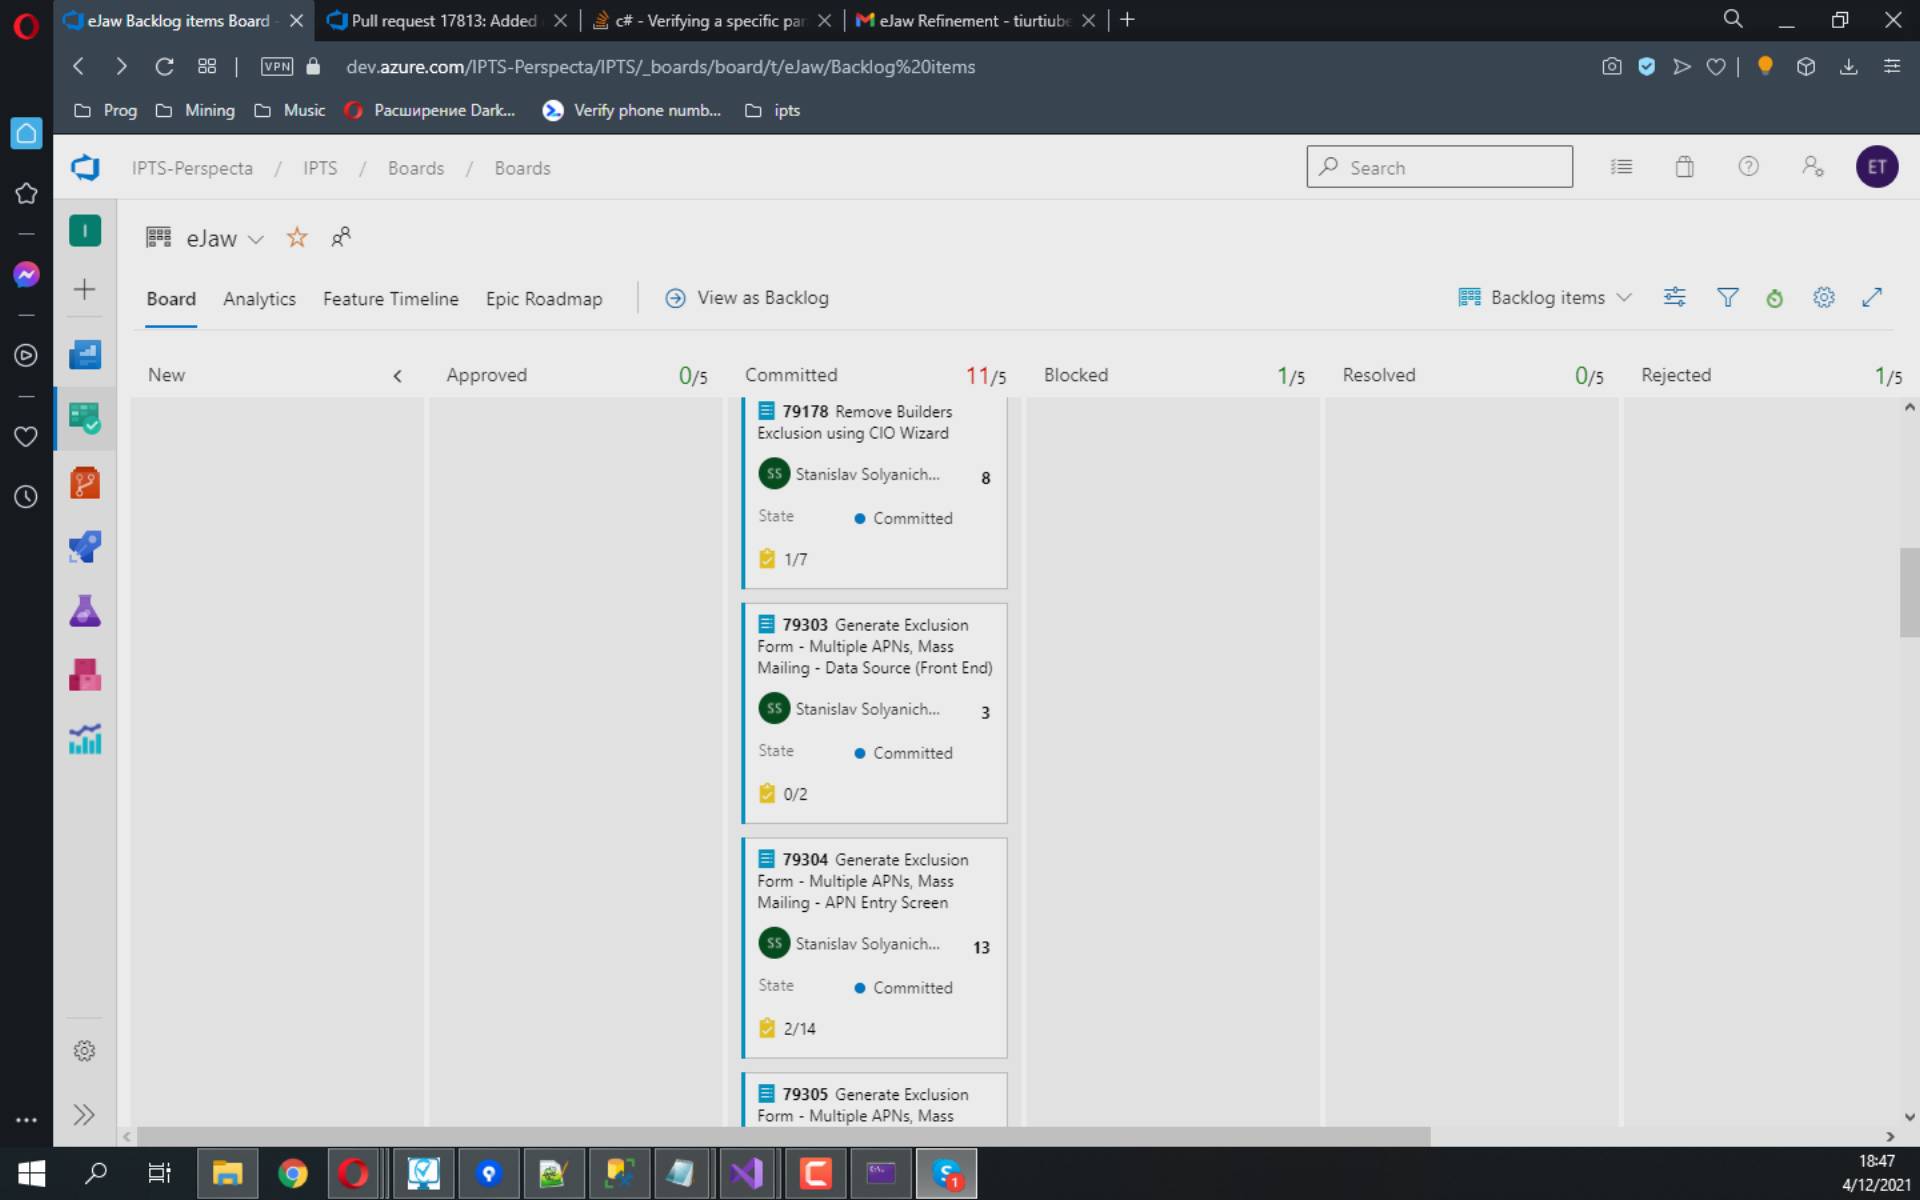 eJaw Backlog items Board -
Pull request 17813: Added
c# - Verifying a specific par
eJaw Refinement - tiurtiube
VPN
dev.azure.com/IPTS-Perspecta/IPTS/_boards/board/t/eJaw/Backlog%20items
Prog
Mining
Music
Расширение Dark...
Verify phone numb...
ipts
IPTS-Perspecta / IPTS / Boards / Boards
Search
ET
I
eJaw
Board
Analytics
Feature Timeline
Epic Roadmap
View as Backlog
Backlog items
New
Approved
0/5
Committed
11/5
Blocked
1/5
Resolved
0/5
Rejected
1/5
79178 Remove Builders
Exclusion using CIO Wizard
SS Stanislav Solyanich... 8
State Committed
1/7
79303 Generate Exclusion
Form - Multiple APNs, Mass
Mailing - Data Source (Front End)
SS Stanislav Solyanich... 3
State Committed
0/2
79304 Generate Exclusion
Form - Multiple APNs, Mass
Mailing - APN Entry Screen
SS Stanislav Solyanich... 13
State Committed
2/14
79305 Generate Exclusion
Form - Multiple APNs, Mass
1
18:47
4/12/2021